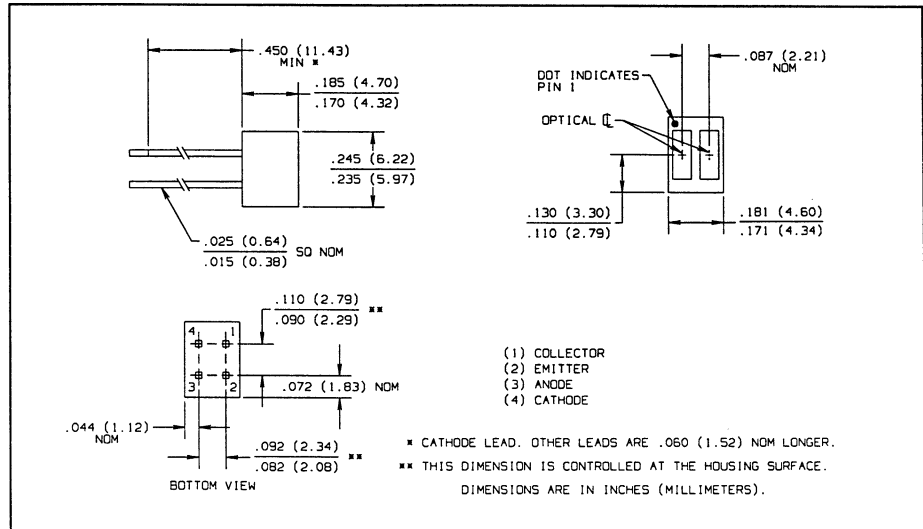 .450 (11.43)
MIN *
.185 (4.70)
.170 (4.32)
.245 (6.22)
.235 (5.97)
.025 (0.64)
.015 (0.38)
SQ NOM
.087 (2.21)
NOM
DOT INDICATES
PIN 1
OPTICAL ℄
.130 (3.30)
.110 (2.79)
.181 (4.60)
.171 (4.34)
.110 (2.79)
.090 (2.29)
**
4 1
3 2
.072 (1.83) NOM
.044 (1.12)
NOM
.092 (2.34)
.082 (2.08)
**
BOTTOM VIEW
(1) COLLECTOR
(2) EMITTER
(3) ANODE
(4) CATHODE
* CATHODE LEAD. OTHER LEADS ARE .060 (1.52) NOM LONGER.
** THIS DIMENSION IS CONTROLLED AT THE HOUSING SURFACE.
DIMENSIONS ARE IN INCHES (MILLIMETERS).